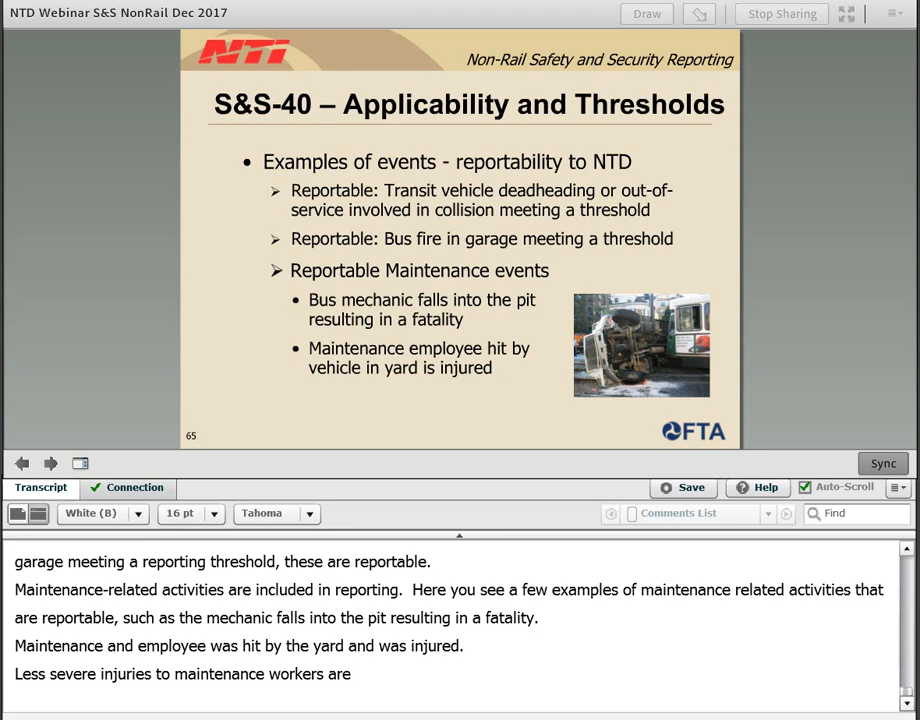 NTD Webinar S&S NonRail Dec 2017
Draw
Stop Sharing
NTI
Non-Rail Safety and Security Reporting
S&S-40 – Applicability and Thresholds
• Examples of events - reportability to NTD
➢ Reportable: Transit vehicle deadheading or out-of-
service involved in collision meeting a threshold
➢ Reportable: Bus fire in garage meeting a threshold
➢ Reportable Maintenance events
• Bus mechanic falls into the pit
resulting in a fatality
• Maintenance employee hit by
vehicle in yard is injured
65
FTA
Sync
Transcript
Connection
Save
Help
Auto-Scroll
White (B)
16 pt
Tahoma
Comments List
Find
garage meeting a reporting threshold, these are reportable.
Maintenance-related activities are included in reporting.  Here you see a few examples of maintenance related activities that
are reportable, such as the mechanic falls into the pit resulting in a fatality.
Maintenance and employee was hit by the yard and was injured.
Less severe injuries to maintenance workers are